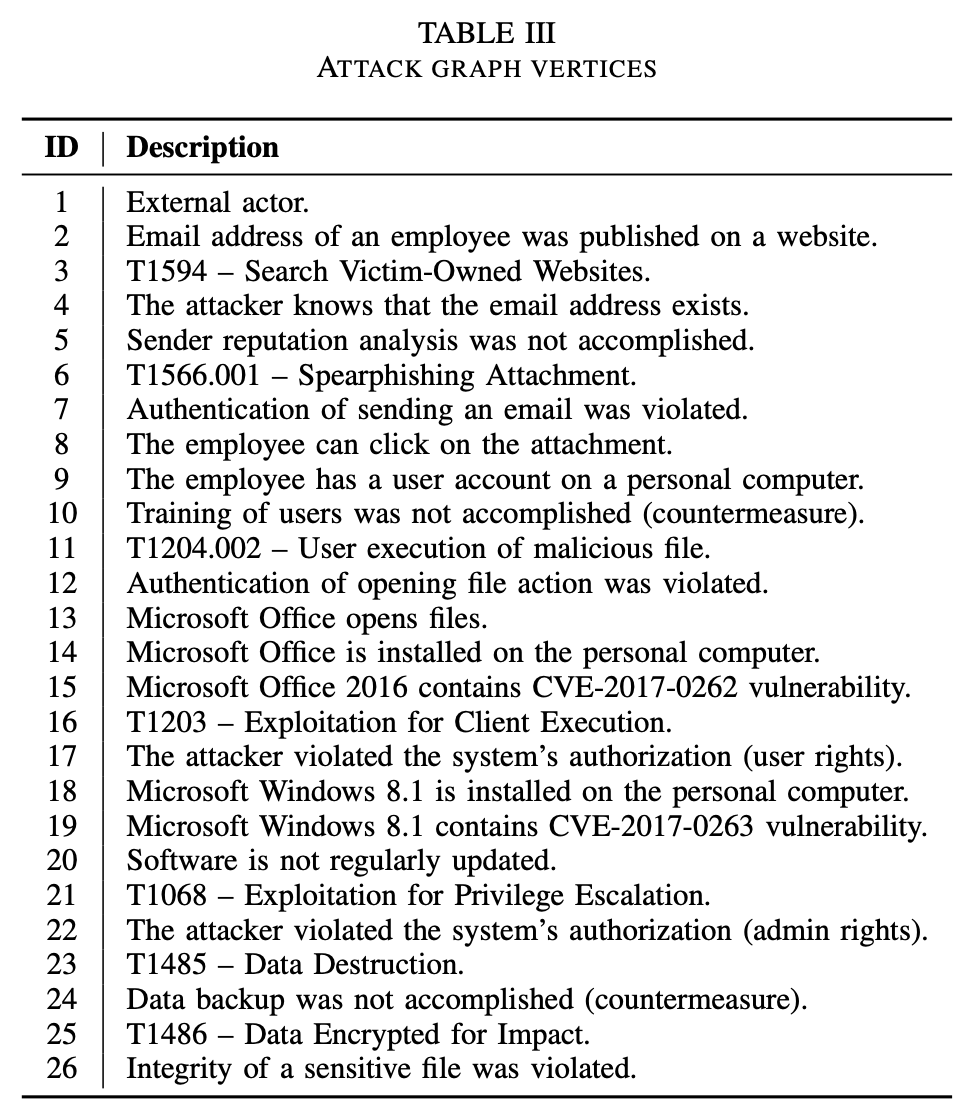 TABLE III
ATTACK GRAPH VERTICES
ID Description
1 External actor.
2 Email address of an employee was published on a website.
3 T1594 – Search Victim-Owned Websites.
4 The attacker knows that the email address exists.
5 Sender reputation analysis was not accomplished.
6 T1566.001 – Spearphishing Attachment.
7 Authentication of sending an email was violated.
8 The employee can click on the attachment.
9 The employee has a user account on a personal computer.
10 Training of users was not accomplished (countermeasure).
11 T1204.002 – User execution of malicious file.
12 Authentication of opening file action was violated.
13 Microsoft Office opens files.
14 Microsoft Office is installed on the personal computer.
15 Microsoft Office 2016 contains CVE-2017-0262 vulnerability.
16 T1203 – Exploitation for Client Execution.
17 The attacker violated the system's authorization (user rights).
18 Microsoft Windows 8.1 is installed on the personal computer.
19 Microsoft Windows 8.1 contains CVE-2017-0263 vulnerability.
20 Software is not regularly updated.
21 T1068 – Exploitation for Privilege Escalation.
22 The attacker violated the system's authorization (admin rights).
23 T1485 – Data Destruction.
24 Data backup was not accomplished (countermeasure).
25 T1486 – Data Encrypted for Impact.
26 Integrity of a sensitive file was violated.